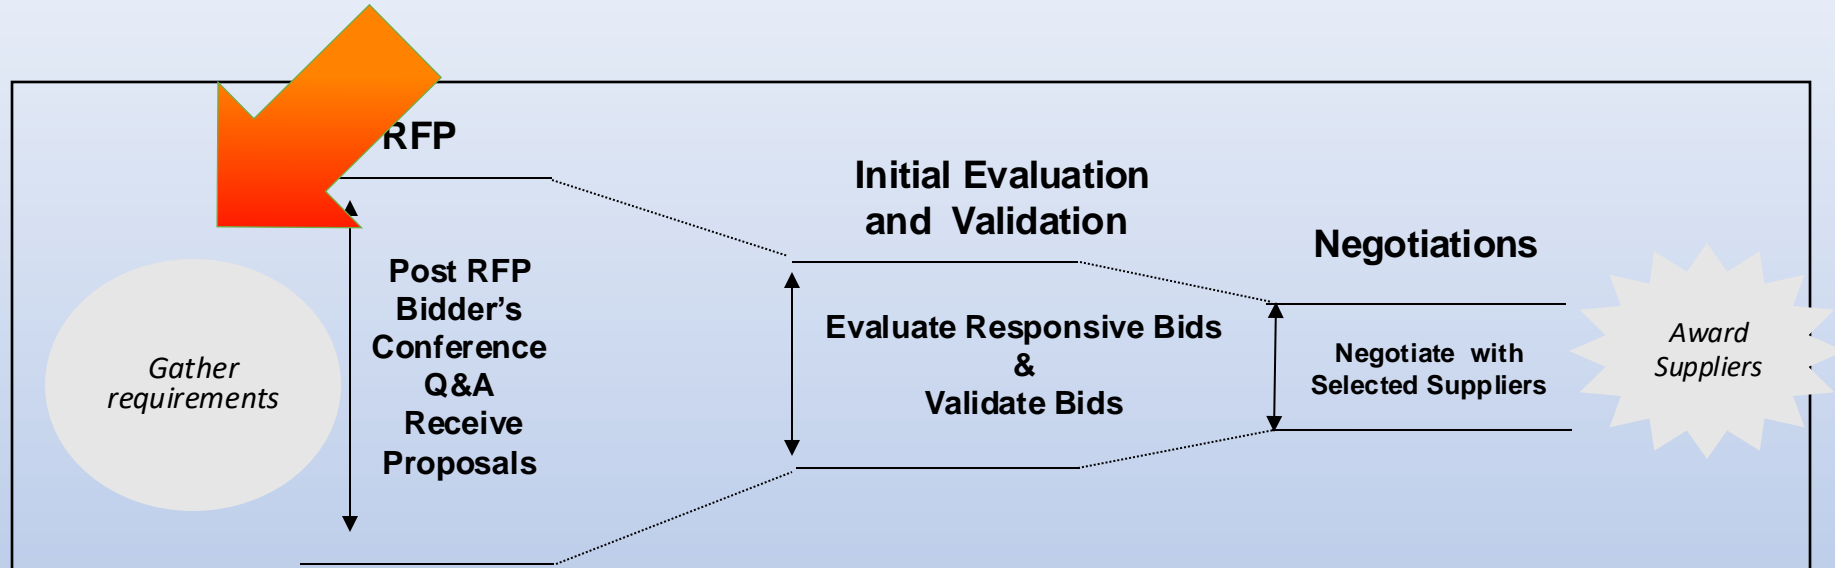 RFP
Gather
requirements
Post RFP
Bidder’s
Conference
Q&A
Receive
Proposals
Initial Evaluation
and Validation
Evaluate Responsive Bids
&
Validate Bids
Negotiations
Negotiate with
Selected Suppliers
Award
Suppliers